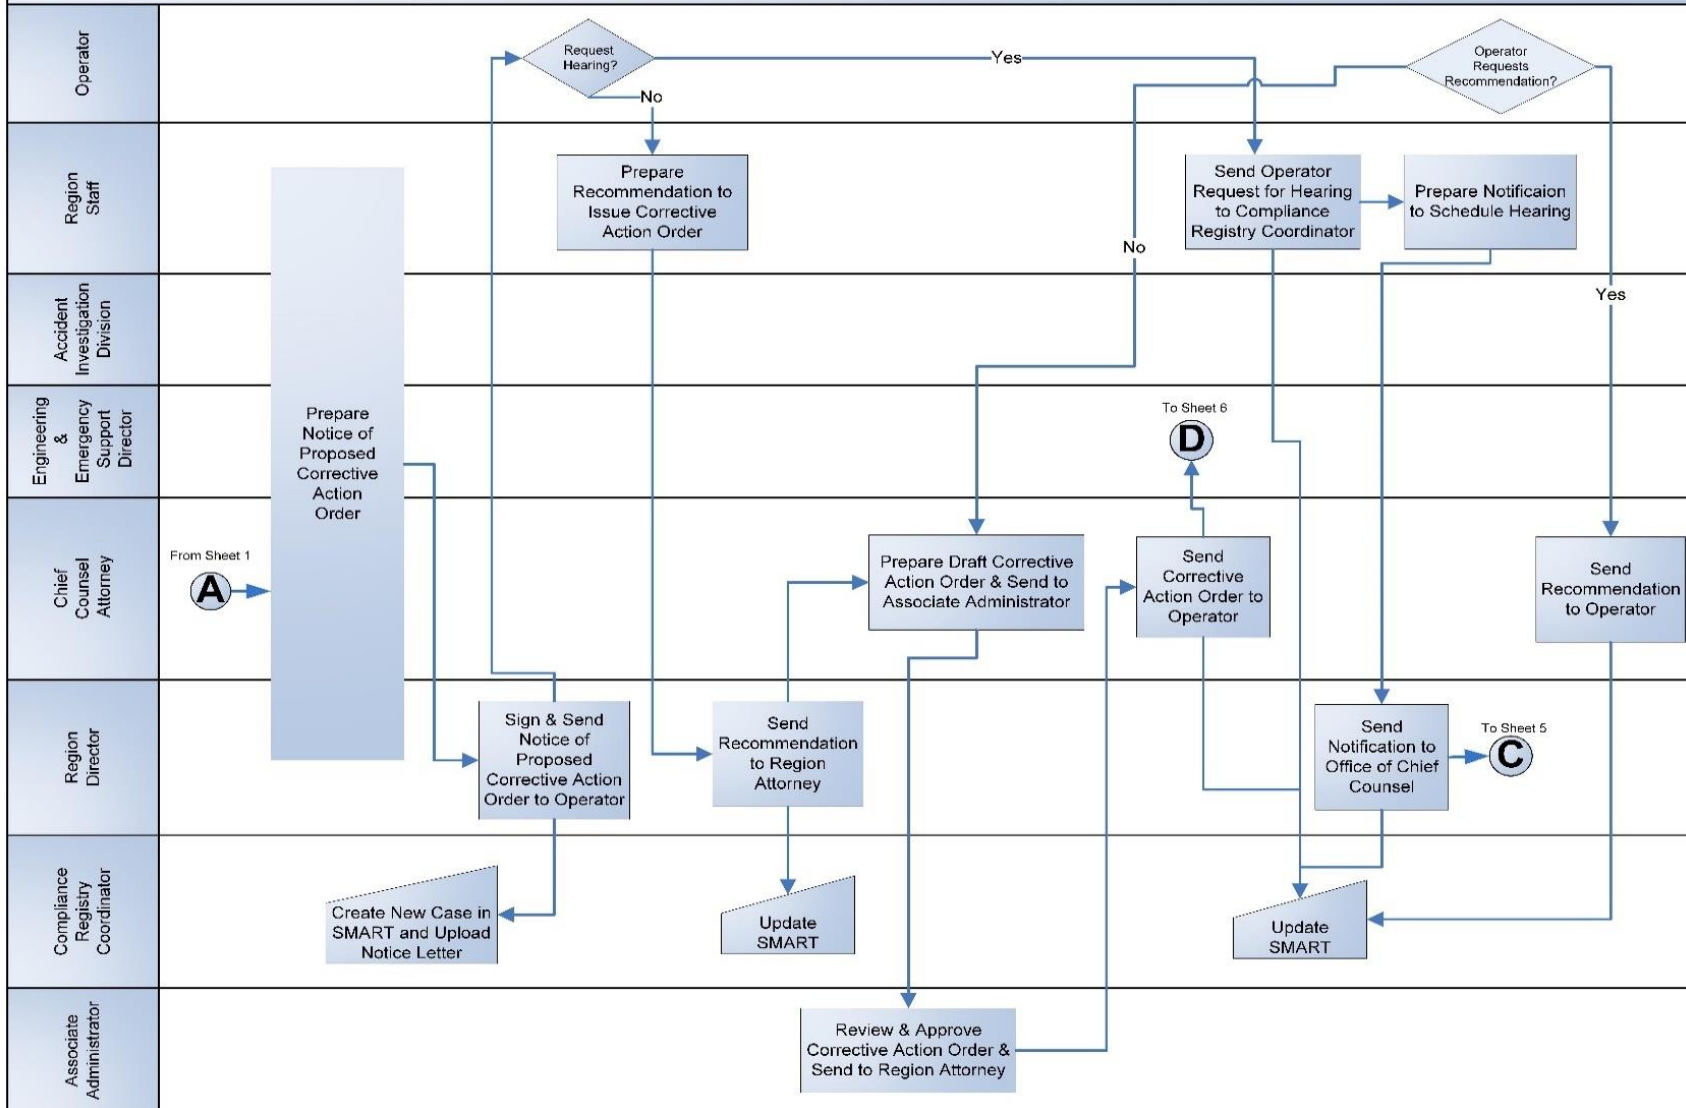 Operator
Request
Hearing?
Yes
No
Operator
Requests
Recommendation?
No
Yes
Region
Staff
Prepare
Recommendation to
Issue Corrective
Action Order
Send Operator
Request for Hearing
to Compliance
Registry Coordinator
Prepare Notificaion
to Schedule Hearing
Accident
Investigation
Division
Engineering
&
Emergency
Support
Director
Prepare
Notice of
Proposed
Corrective
Action
Order
To Sheet 6
D
Chief
Counsel
Attorney
From Sheet 1
A
Prepare Draft Corrective
Action Order & Send to
Associate Administrator
Send
Corrective
Action Order to
Operator
Send
Recommendation
to Operator
Region
Director
Sign & Send
Notice of
Proposed
Corrective Action
Order to Operator
Send
Recommendation
to Region
Attorney
Send
Notification to
Office of Chief
Counsel
To Sheet 5
C
Compliance
Registry
Coordinator
Create New Case in
SMART and Upload
Notice Letter
Update
SMART
Update
SMART
Associate
Administrator
Review & Approve
Corrective Action Order &
Send to Region Attorney